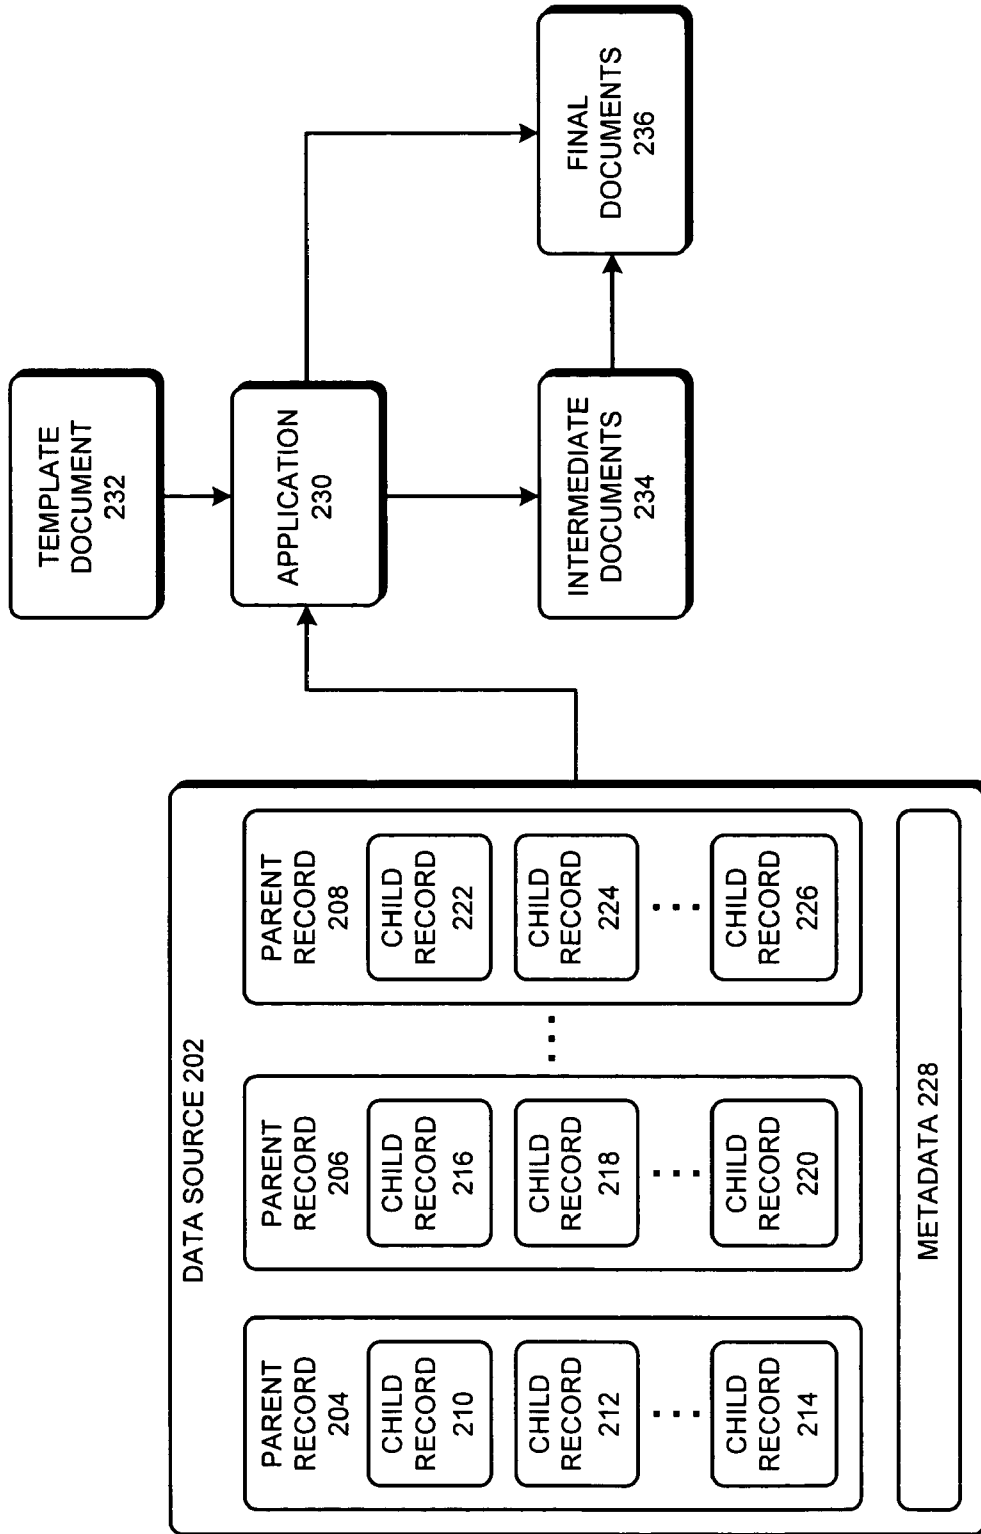 DATA SOURCE 202
PARENT
RECORD
204
CHILD
RECORD
210
CHILD
RECORD
212
...
CHILD
RECORD
214
PARENT
RECORD
206
CHILD
RECORD
216
CHILD
RECORD
218
...
CHILD
RECORD
220
...
PARENT
RECORD
208
CHILD
RECORD
222
CHILD
RECORD
224
...
CHILD
RECORD
226
METADATA 228
TEMPLATE
DOCUMENT
232
APPLICATION
230
INTERMEDIATE
DOCUMENTS
234
FINAL
DOCUMENTS
236